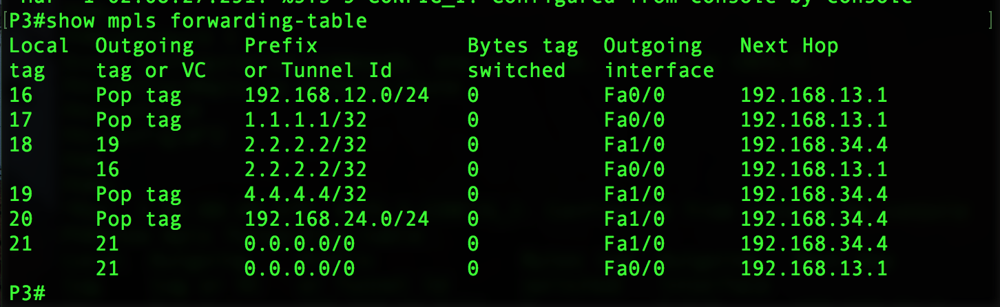 P3#show mpls forwarding-table
Local  Outgoing    Prefix            Bytes tag  Outgoing   Next Hop
tag    tag or VC   or Tunnel Id      switched   interface
16     Pop tag     192.168.12.0/24   0          Fa0/0      192.168.13.1
17     Pop tag     1.1.1.1/32        0          Fa0/0      192.168.13.1
18     19          2.2.2.2/32        0          Fa1/0      192.168.34.4
       16          2.2.2.2/32        0          Fa0/0      192.168.13.1
19     Pop tag     4.4.4.4/32        0          Fa1/0      192.168.34.4
20     Pop tag     192.168.24.0/24   0          Fa1/0      192.168.34.4
21     21          0.0.0.0/0         0          Fa1/0      192.168.34.4
       21          0.0.0.0/0         0          Fa0/0      192.168.13.1
P3#